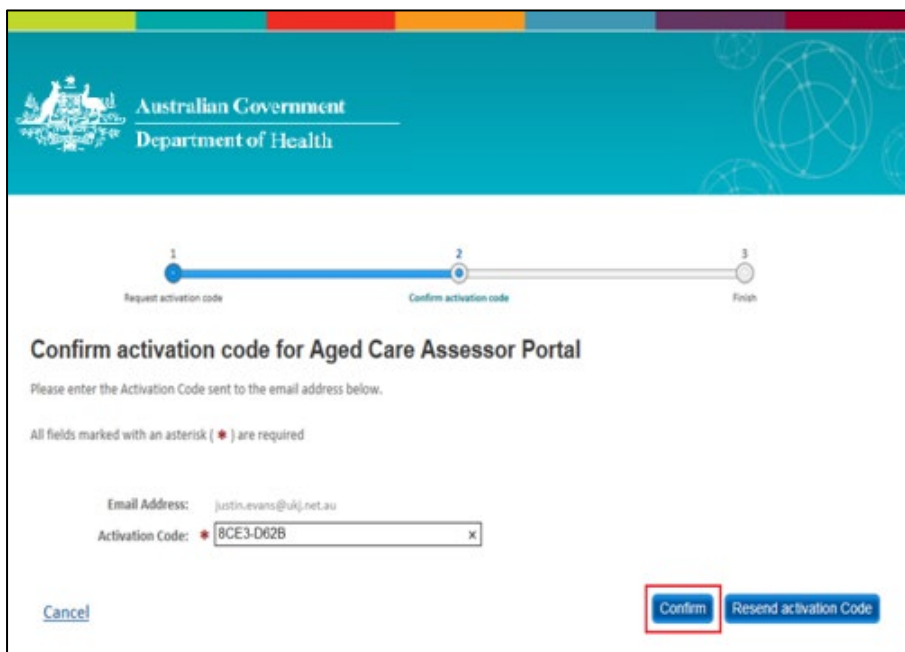 Australian Government
Department of Health
1 2 3
Request activation code Confirm activation code Finish
Confirm activation code for Aged Care Assessor Portal
Please enter the Activation Code sent to the email address below.
All fields marked with an asterisk ( * ) are required
Email Address: justin.evans@ukj.net.au
Activation Code: * 8CE3-D62B x
Cancel Confirm Resend activation Code